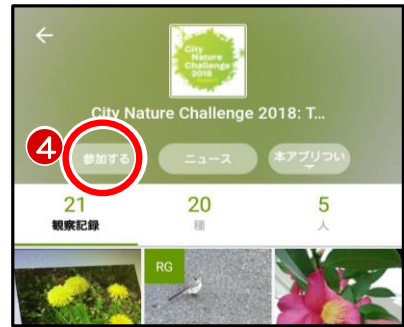 ←
City
Nature
Challenge
2018
City Nature Challenge 2018: T...
4
参加する
ニュース
本アプリつい
て
21
20
5
観察記録
種
人
RG